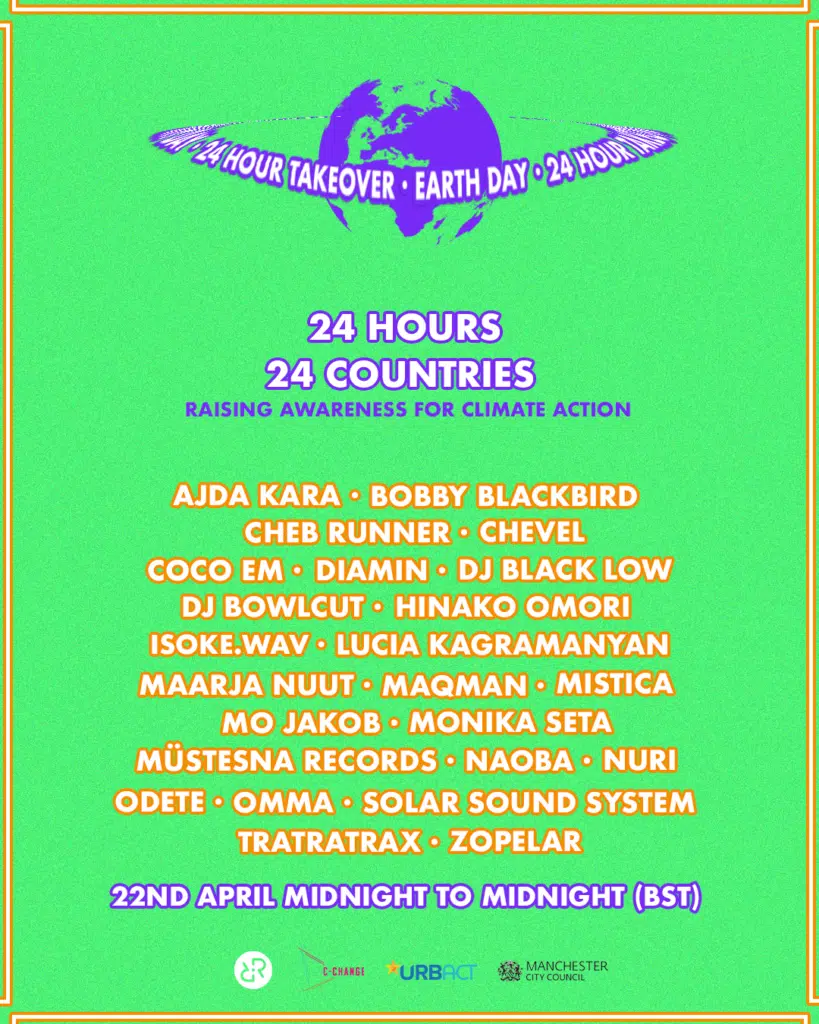 24 HOUR TAKEOVER • EARTH DAY • 24 HOUR
24 HOURS
24 COUNTRIES
RAISING AWARENESS FOR CLIMATE ACTION
AJDA KARA • BOBBY BLACKBIRD
CHEB RUNNER • CHEVEL
COCO EM • DIAMIN • DJ BLACK LOW
DJ BOWLCUT • HINAKO OMORI
ISOKE.WAV • LUCIA KAGRAMANYAN
MAARJA NUUT • MAQMAN • MISTICA
MO JAKOB • MONIKA SETA
MÜSTESNA RECORDS • NAOBA • NURI
ODETE • OMMA • SOLAR SOUND SYSTEM
TRATRATRAX • ZOPELAR
22ND APRIL MIDNIGHT TO MIDNIGHT (BST)
C-CHANGE
URBACT
MANCHESTER
CITY COUNCIL